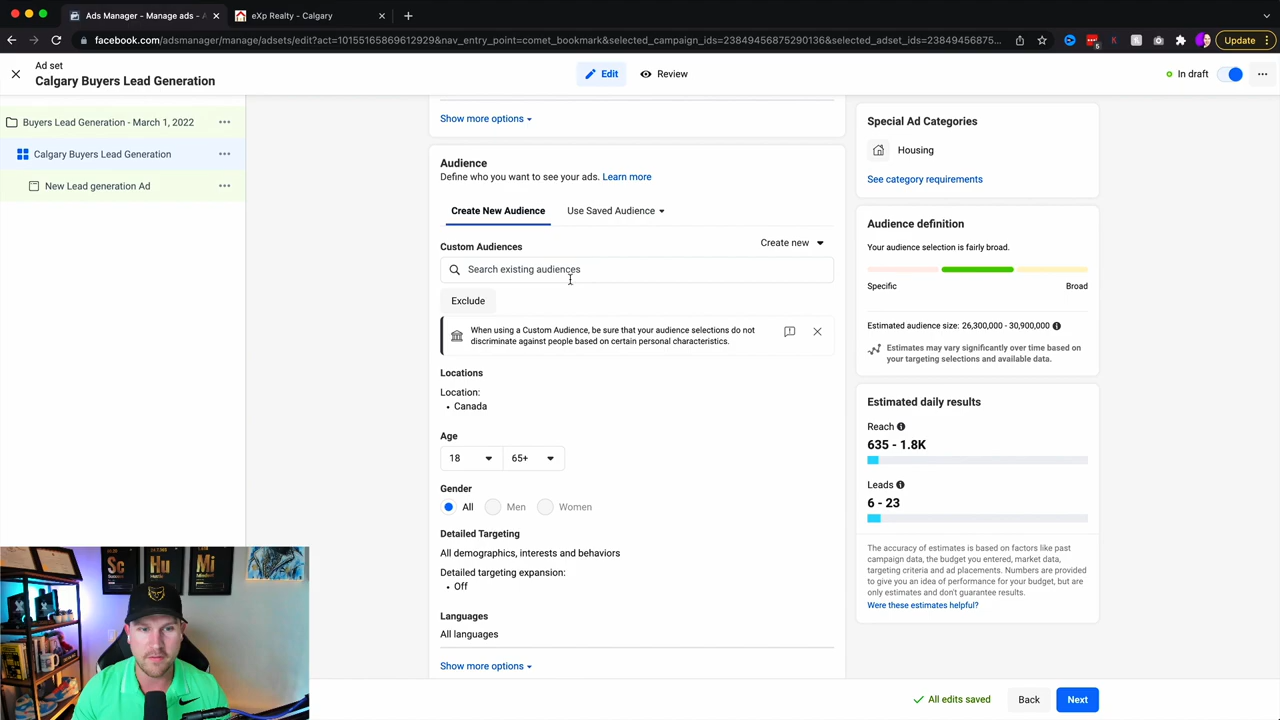 Ads Manager - Manage ads - A
eXp Realty - Calgary
facebook.com/adsmanager/manage/adsets/edit?act=10155165869612929&nav_entry_point=comet_bookmark&selected_campaign_ids=23849456875290136&selected_adset_ids=23849456875...
5
Update
Ad set
Calgary Buyers Lead Generation
Edit
Review
In draft
Buyers Lead Generation - March 1, 2022
Calgary Buyers Lead Generation
New Lead generation Ad
Show more options
Audience
Define who you want to see your ads. Learn more
Create New Audience
Use Saved Audience
Custom Audiences
Create new
Search existing audiences
Exclude
When using a Custom Audience, be sure that your audience selections do not
discriminate against people based on certain personal characteristics.
Locations
Location:
• Canada
Age
18
65+
Gender
All
Men
Women
Detailed Targeting
All demographics, interests and behaviors
Detailed targeting expansion:
• Off
Languages
All languages
Show more options
Special Ad Categories
Housing
See category requirements
Audience definition
Your audience selection is fairly broad.
Specific
Broad
Estimated audience size: 26,300,000 - 30,900,000
Estimates may vary significantly over time based on
your targeting selections and available data.
Estimated daily results
Reach
635 - 1.8K
Leads
6 - 23
The accuracy of estimates is based on factors like past
campaign data, the budget you entered, market data,
targeting criteria and ad placements. Numbers are provided
to give you an idea of performance for your budget, but are
only estimates and don't guarantee results.
Were these estimates helpful?
Sc
Hu
Mi
All edits saved
Back
Next